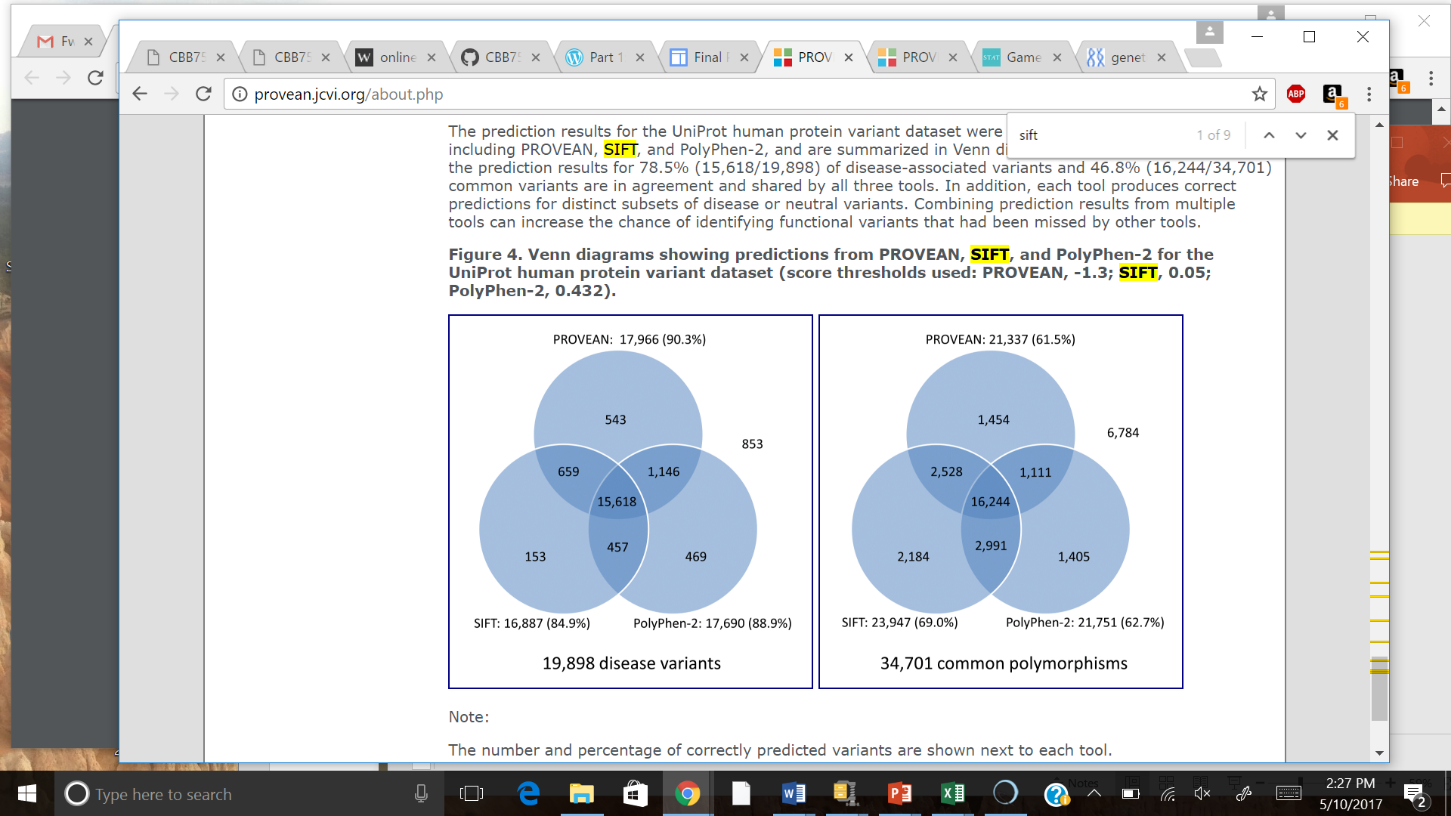 Fw
CBB75
CBB75
online
CBB75
Part 1
Final
PROV
PROV
STAT
Game
genet
provean.jcvi.org/about.php
ABP
6
6
sift
1 of 9
Share
The prediction results for the UniProt human protein variant dataset were
including PROVEAN, SIFT, and PolyPhen-2, and are summarized in Venn di
the prediction results for 78.5% (15,618/19,898) of disease-associated variants and 46.8% (16,244/34,701)
common variants are in agreement and shared by all three tools. In addition, each tool produces correct
predictions for distinct subsets of disease or neutral variants. Combining prediction results from multiple
tools can increase the chance of identifying functional variants that had been missed by other tools.
Figure 4. Venn diagrams showing predictions from PROVEAN, SIFT, and PolyPhen-2 for the
UniProt human protein variant dataset (score thresholds used: PROVEAN, -1.3; SIFT, 0.05;
PolyPhen-2, 0.432).
PROVEAN: 17,966 (90.3%)
543
853
659
1,146
15,618
457
153
469
SIFT: 16,887 (84.9%)
PolyPhen-2: 17,690 (88.9%)
19,898 disease variants
PROVEAN: 21,337 (61.5%)
1,454
6,784
2,528
1,111
16,244
2,991
2,184
1,405
SIFT: 23,947 (69.0%)
PolyPhen-2: 21,751 (62.7%)
34,701 common polymorphisms
Note:
The number and percentage of correctly predicted variants are shown next to each tool.
Type here to search
Notes
2:27 PM
5/10/2017
2